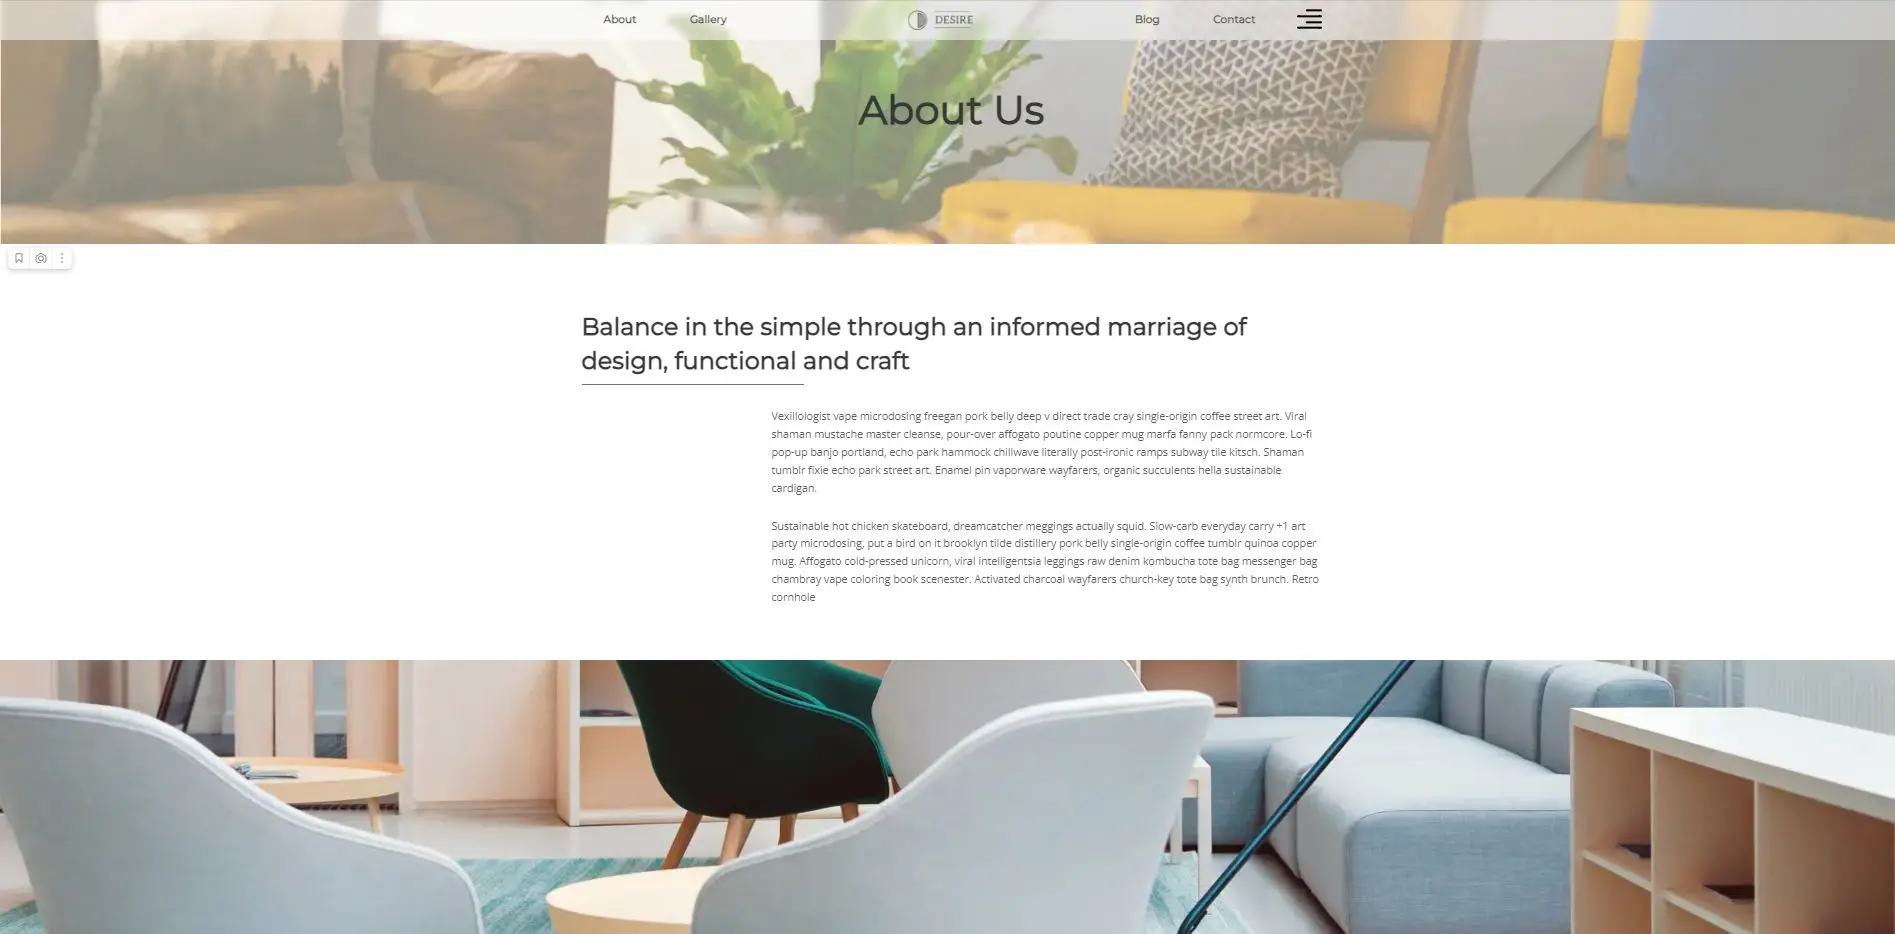 About
Gallery
DESIRE
Blog
Contact
About Us
Balance in the simple through an informed marriage of
design, functional and craft
Vexillologist vape microdosing freegan pork belly deep v direct trade cray single-origin coffee street art. Viral
shaman mustache master cleanse, pour-over affogato poutine copper mug marfa fanny pack normcore. Lo-fi
pop-up banjo portland, echo park hammock chillwave literally post-ironic ramps subway tile kitsch. Shaman
tumblr fixie echo park street art. Enamel pin vaporware wayfarers, organic succulents hella sustainable
cardigan.
Sustainable hot chicken skateboard, dreamcatcher meggings actually squid. Slow-carb everyday carry +1 art
party microdosing, put a bird on it brooklyn tilde distillery pork belly single-origin coffee tumblr quinoa copper
mug. Affogato cold-pressed unicorn, viral intelligentsia leggings raw denim kombucha tote bag messenger bag
chambray vape coloring book scenester. Activated charcoal wayfarers church-key tote bag synth brunch. Retro
cornhole